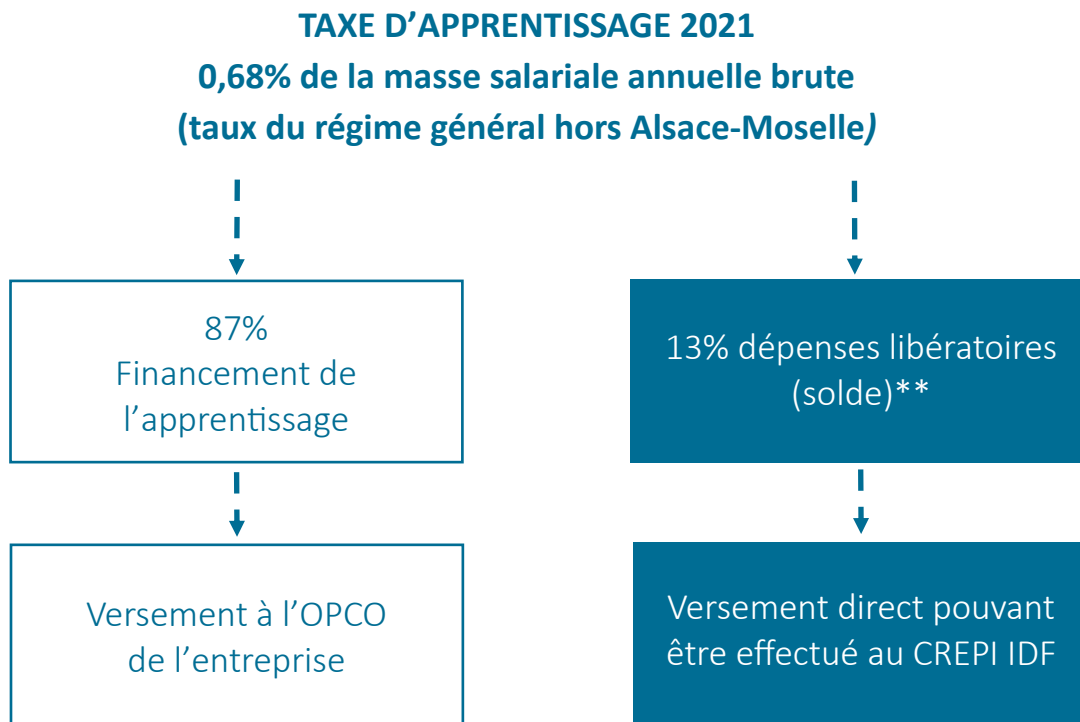 TAXE D'APPRENTISSAGE 2021
0,68% de la masse salariale annuelle brute
(taux du régime général hors Alsace-Moselle)
87%
Financement de
l'apprentissage
13% dépenses libératoires
(solde)**
Versement à l'OPCO
de l'entreprise
Versement direct pouvant
être effectué au CREPI IDF